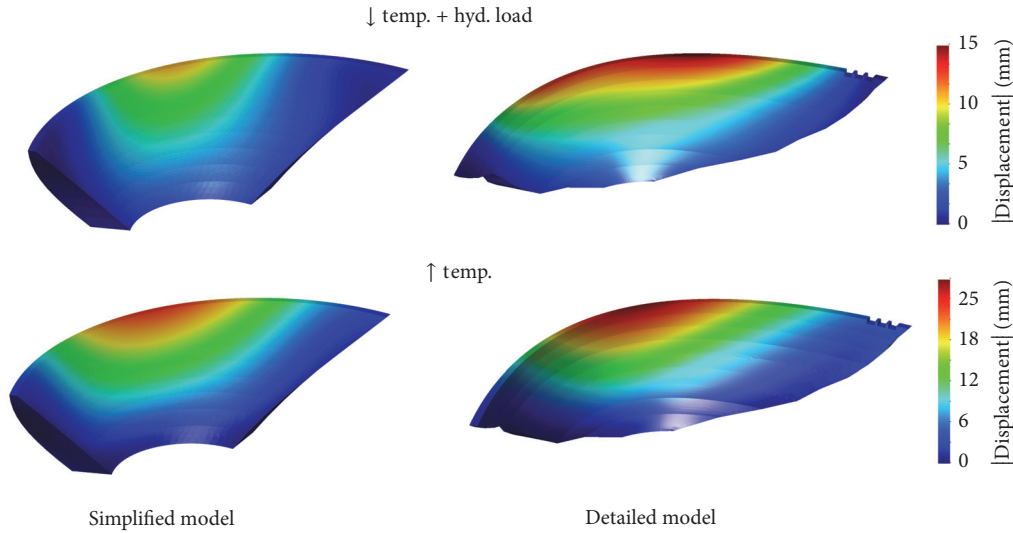 ↓ temp. + hyd. load
15
10
5
0
|Displacement| (mm)
↑ temp.
25
18
12
6
0
|Displacement| (mm)
Simplified model
Detailed model